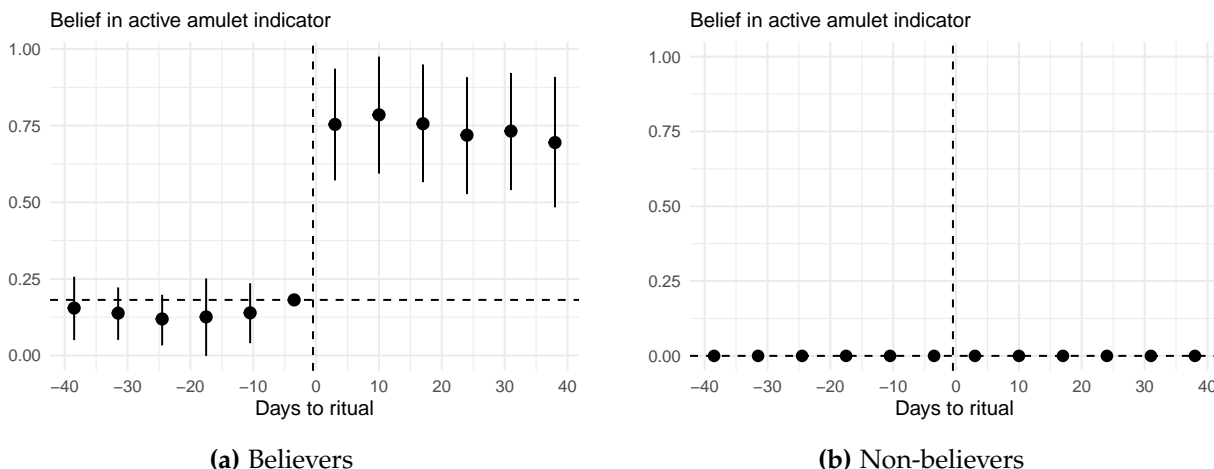 Belief in active amulet indicator
1.00
0.75
0.50
0.25
0.00
−40 −30 −20 −10 0 10 20 30 40
Days to ritual
(a) Believers
Belief in active amulet indicator
1.00
0.75
0.50
0.25
0.00
−40 −30 −20 −10 0 10 20 30 40
Days to ritual
(b) Non-believers